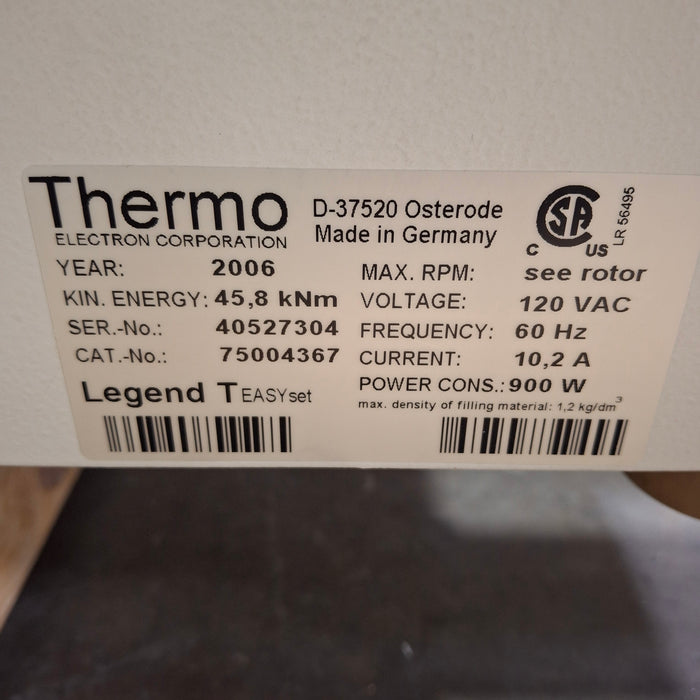 Thermo
ELECTRON CORPORATION
D-37520 Osterode
Made in Germany
CSA
C US
LR 56495
YEAR: 2006
KIN. ENERGY: 45,8 kNm
SER.-No.: 40527304
CAT.-No.: 75004367
Legend T EASYset
MAX. RPM: see rotor
VOLTAGE: 120 VAC
FREQUENCY: 60 Hz
CURRENT: 10,2 A
POWER CONS.: 900 W
max. density of filling material: 1,2 kg/dm³